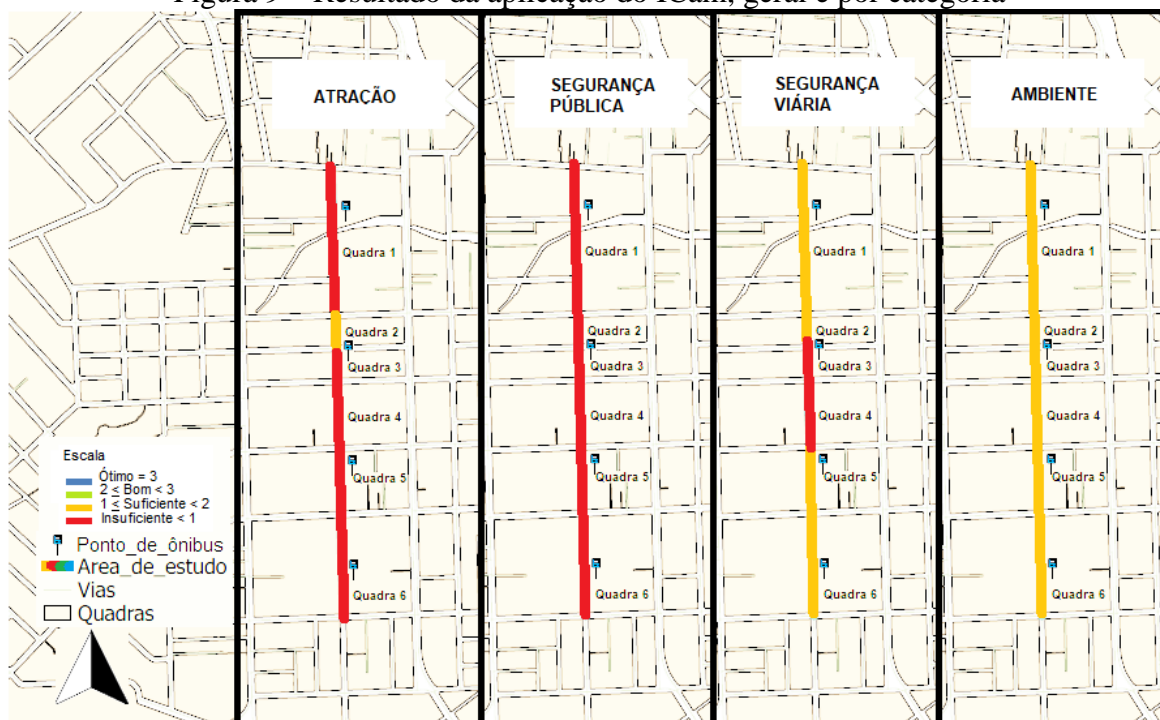 Figura 9 – Resultado da aplicação do iCam, geral e por categoria
ATRAÇÃO
Quadra 1
Quadra 2
Quadra 3
Quadra 4
Quadra 5
Quadra 6
SEGURANÇA
PÚBLICA
Quadra 1
Quadra 2
Quadra 3
Quadra 4
Quadra 5
Quadra 6
SEGURANÇA
VIÁRIA
Quadra 1
Quadra 2
Quadra 3
Quadra 4
Quadra 5
Quadra 6
AMBIENTE
Quadra 1
Quadra 2
Quadra 3
Quadra 4
Quadra 5
Quadra 6
Escala
Ótimo = 3
2 ≤ Bom < 3
1 ≤ Suficiente < 2
Insuficiente < 1
Ponto_de_ônibus
Area_de_estudo
Vias
Quadras